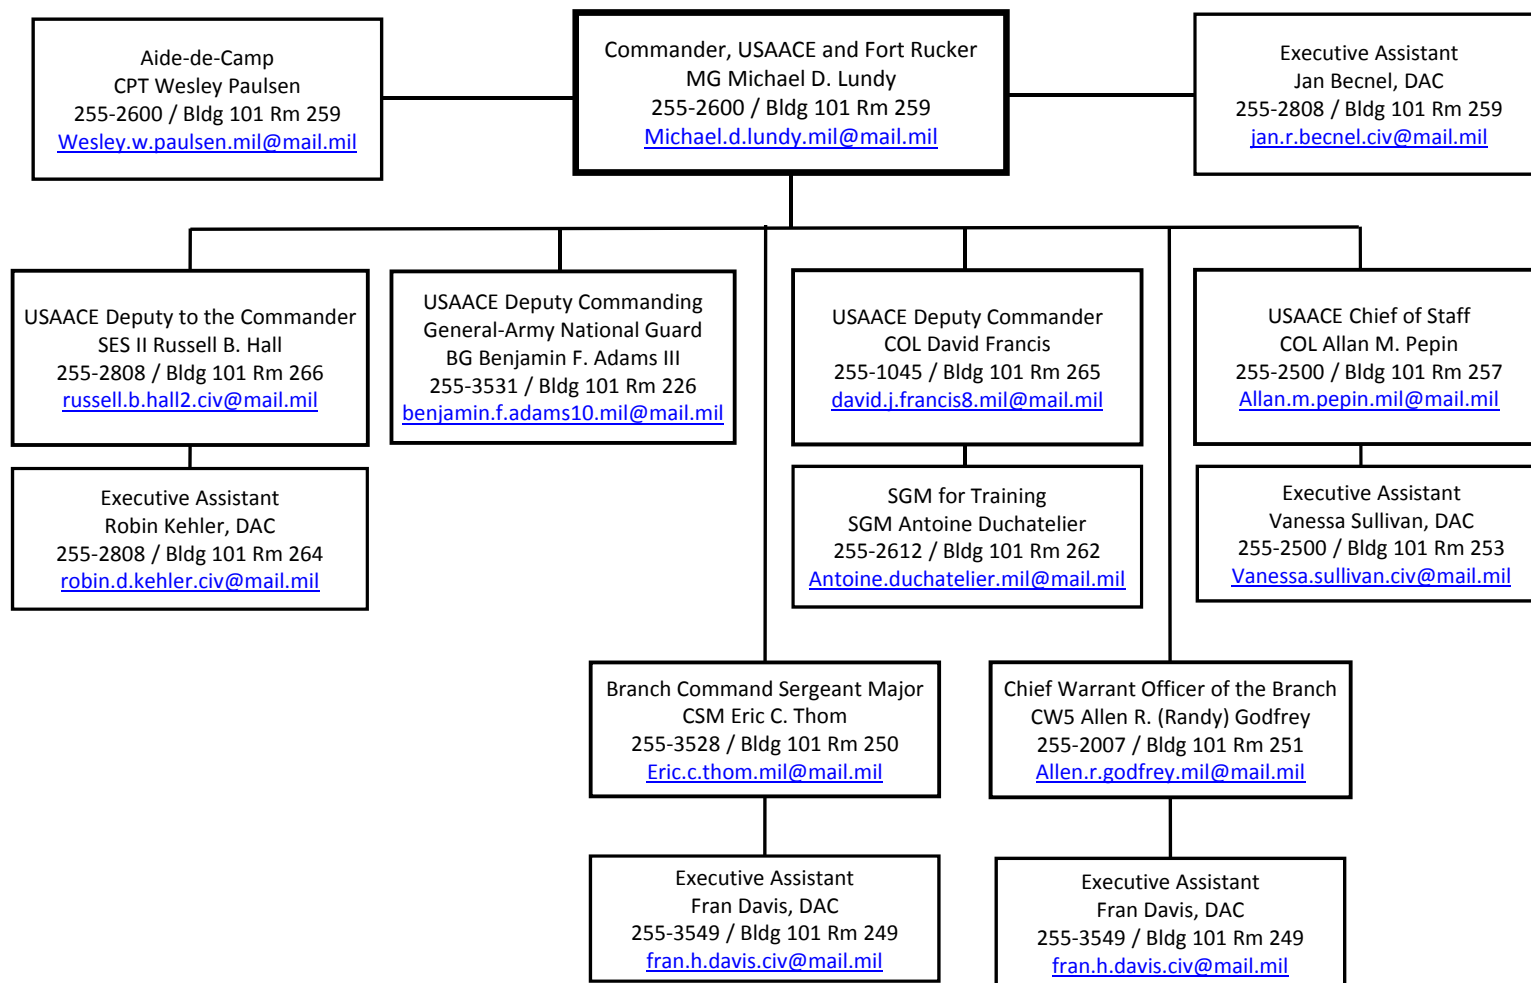 Aide-de-Camp
CPT Wesley Paulsen
255-2600 / Bldg 101 Rm 259
Wesley.w.paulsen.mil@mail.mil
Commander, USAACE and Fort Rucker
MG Michael D. Lundy
255-2600 / Bldg 101 Rm 259
Michael.d.lundy.mil@mail.mil
Executive Assistant
Jan Becnel, DAC
255-2808 / Bldg 101 Rm 259
jan.r.becnel.civ@mail.mil
USAACE Deputy to the Commander
SES II Russell B. Hall
255-2808 / Bldg 101 Rm 266
russell.b.hall2.civ@mail.mil
USAACE Deputy Commanding
General-Army National Guard
BG Benjamin F. Adams III
255-3531 / Bldg 101 Rm 226
benjamin.f.adams10.mil@mail.mil
USAACE Deputy Commander
COL David Francis
255-1045 / Bldg 101 Rm 265
david.j.francis8.mil@mail.mil
USAACE Chief of Staff
COL Allan M. Pepin
255-2500 / Bldg 101 Rm 257
Allan.m.pepin.mil@mail.mil
Executive Assistant
Robin Kehler, DAC
255-2808 / Bldg 101 Rm 264
robin.d.kehler.civ@mail.mil
SGM for Training
SGM Antoine Duchatelier
255-2612 / Bldg 101 Rm 262
Antoine.duchatelier.mil@mail.mil
Executive Assistant
Vanessa Sullivan, DAC
255-2500 / Bldg 101 Rm 253
Vanessa.sullivan.civ@mail.mil
Branch Command Sergeant Major
CSM Eric C. Thom
255-3528 / Bldg 101 Rm 250
Eric.c.thom.mil@mail.mil
Chief Warrant Officer of the Branch
CW5 Allen R. (Randy) Godfrey
255-2007 / Bldg 101 Rm 251
Allen.r.godfrey.mil@mail.mil
Executive Assistant
Fran Davis, DAC
255-3549 / Bldg 101 Rm 249
fran.h.davis.civ@mail.mil
Executive Assistant
Fran Davis, DAC
255-3549 / Bldg 101 Rm 249
fran.h.davis.civ@mail.mil